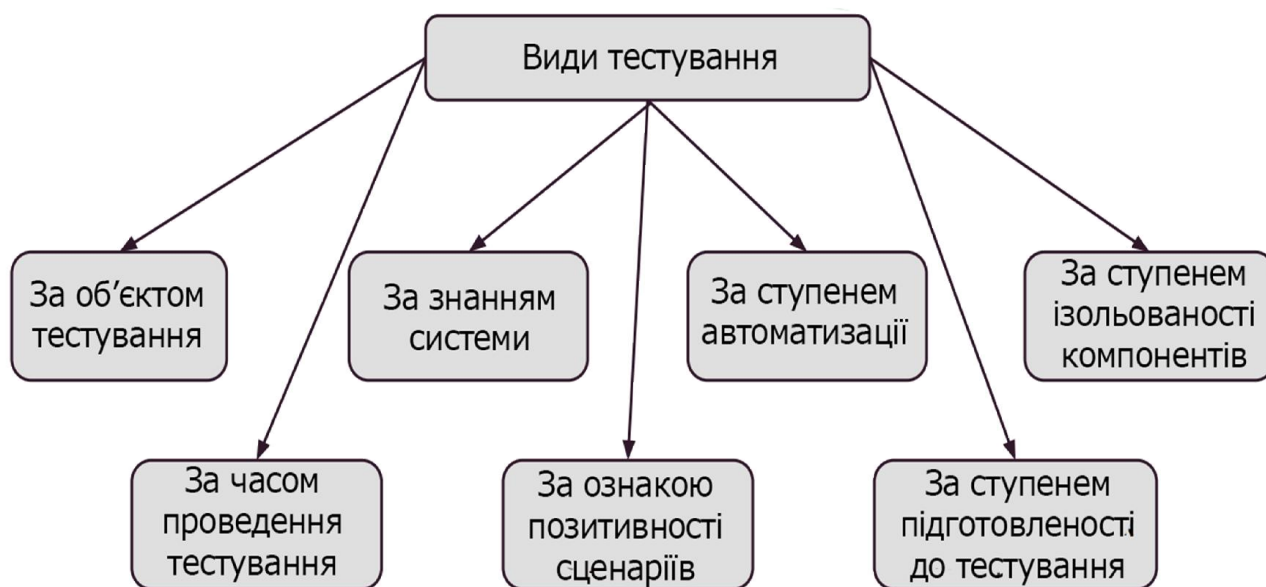 Види тестування
За об’єктом
тестування
За знанням
системи
За ступенем
автоматизації
За ступенем
ізольованості
компонентів
За часом
проведення
тестування
За ознакою
позитивності
сценаріїв
За ступенем
підготовленості
до тестування